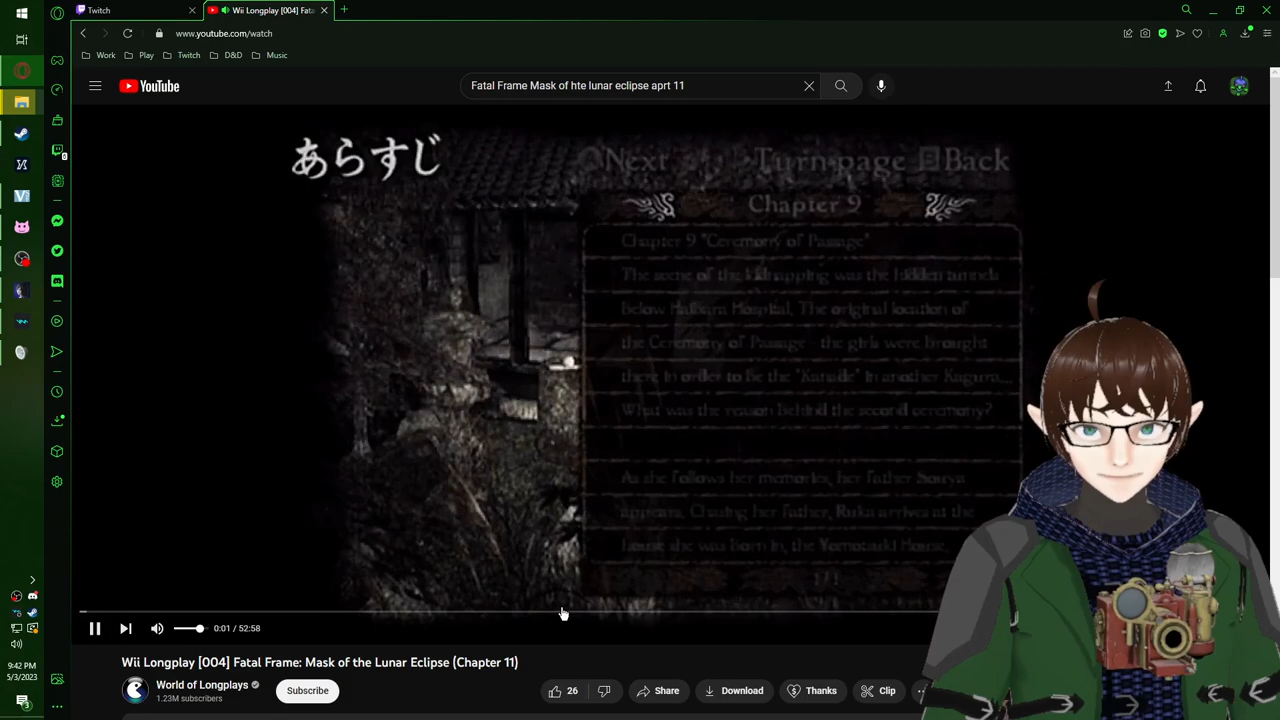 Twitch
Wii Longplay [004] Fata
www.youtube.com/watch
Work
Play
Twitch
D&D
Music
YouTube
Fatal Frame Mask of hte lunar eclipse aprt 11
あらすじ
Next
Turn page
Back
Chapter 9
Chapter 9 "Ceremony of Passage"
The scene of the kidnapping was the hidden tunnels
below Haibara Hospital, The original location of
the Ceremony of Passage - the girls were brought
there in order to be the "Kanade" in another Kagura...
What was the reason behind the second ceremony?
As she follows her memories, her father Souya
appears. Chasing her father, Ruka arrives at the
house she was born in, the Yomotsuki House.
1/1
0:01 / 52:58
9:42 PM
5/3/2023
Wii Longplay [004] Fatal Frame: Mask of the Lunar Eclipse (Chapter 11)
World of Longplays
1.23M subscribers
Subscribe
26
Share
Download
Thanks
Clip